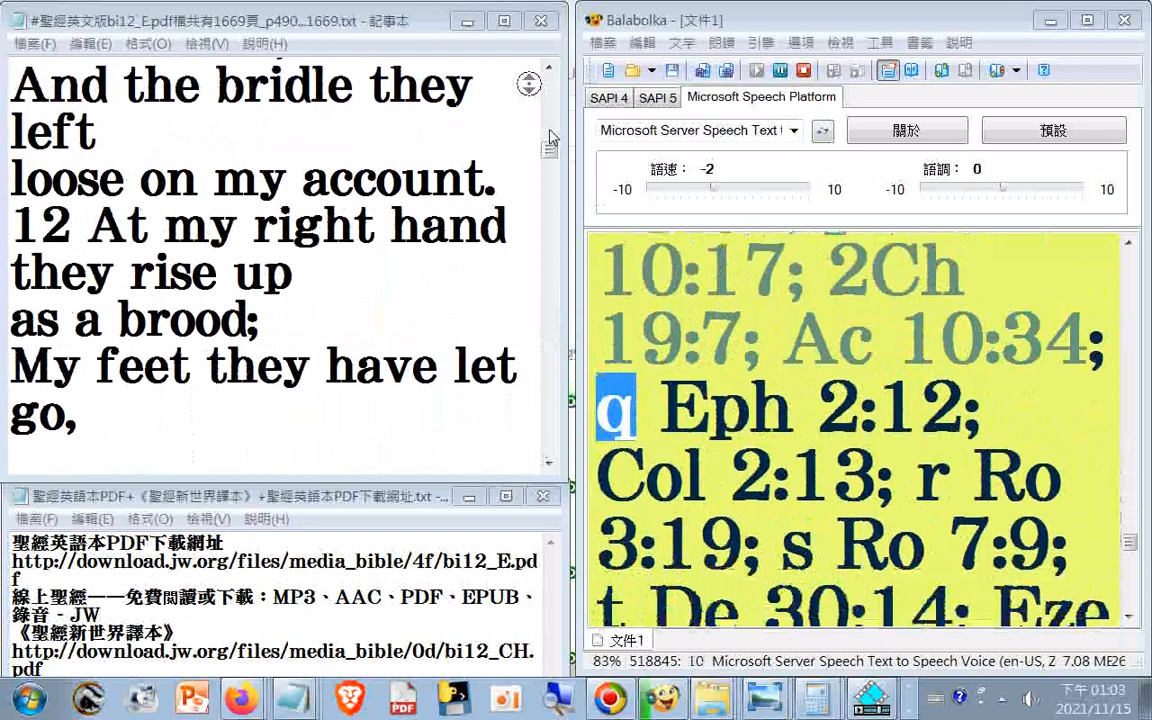 #聖經英文版bi12_E.pdf檔共有1669頁_p490...1669.txt - 記事本
檔案(F) 編輯(E) 格式(O) 檢視(V) 說明(H)
And the bridle they
left
loose on my account.
12 At my right hand
they rise up
as a brood;
My feet they have let
go,
聖經英語本PDF+《聖經新世界譯本》+聖經英語本PDF下載網址.txt -...
檔案(F) 編輯(E) 格式(O) 檢視(V) 說明(H)
聖經英語本PDF下載網址
http://download.jw.org/files/media_bible/4f/bi12_E.pd
f
線上聖經——免費閱讀或下載：MP3、AAC、PDF、EPUB、
錄音 - JW
《聖經新世界譯本》
http://download.jw.org/files/media_bible/0d/bi12_CH.
pdf
Balabolka - [文件1]
檔案 編輯 文字 朗讀 引擎 選項 檢視 工具 書籤 說明
SAPI 4 SAPI 5 Microsoft Speech Platform
Microsoft Server Speech Text 關於 預設
語速： -2 語調： 0
-10 10 -10 10
10:17; 2Ch
19:7; Ac 10:34;
q Eph 2:12;
Col 2:13; r Ro
3:19; s Ro 7:9;
t De 30:14; Eze
文件1
83% 518845: 10 Microsoft Server Speech Text to Speech Voice (en-US, Z 7.08 ME26
PDF
下午 01:03
2021/11/15